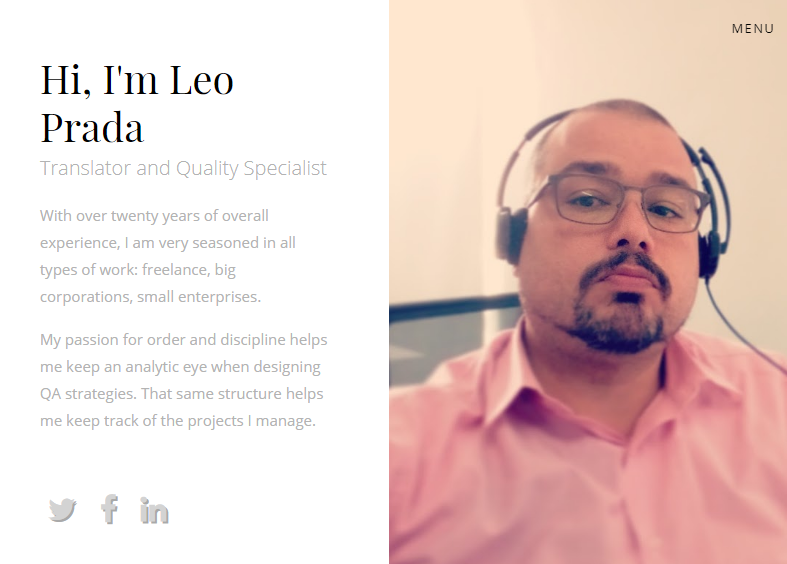 MENU
Hi, I'm Leo
Prada
Translator and Quality Specialist
With over twenty years of overall
experience, I am very seasoned in all
types of work: freelance, big
corporations, small enterprises.
My passion for order and discipline helps
me keep an analytic eye when designing
QA strategies. That same structure helps
me keep track of the projects I manage.